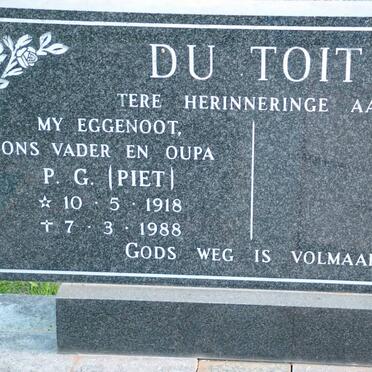 DU TOIT
TERE HERINNERINGE AA
MY EGGENOOT,
ONS VADER EN OUPA
P. G. (PIET)
☆ 10 · 5 · 1918
✝ 7 · 3 · 1988
GODS WEG IS VOLMAA